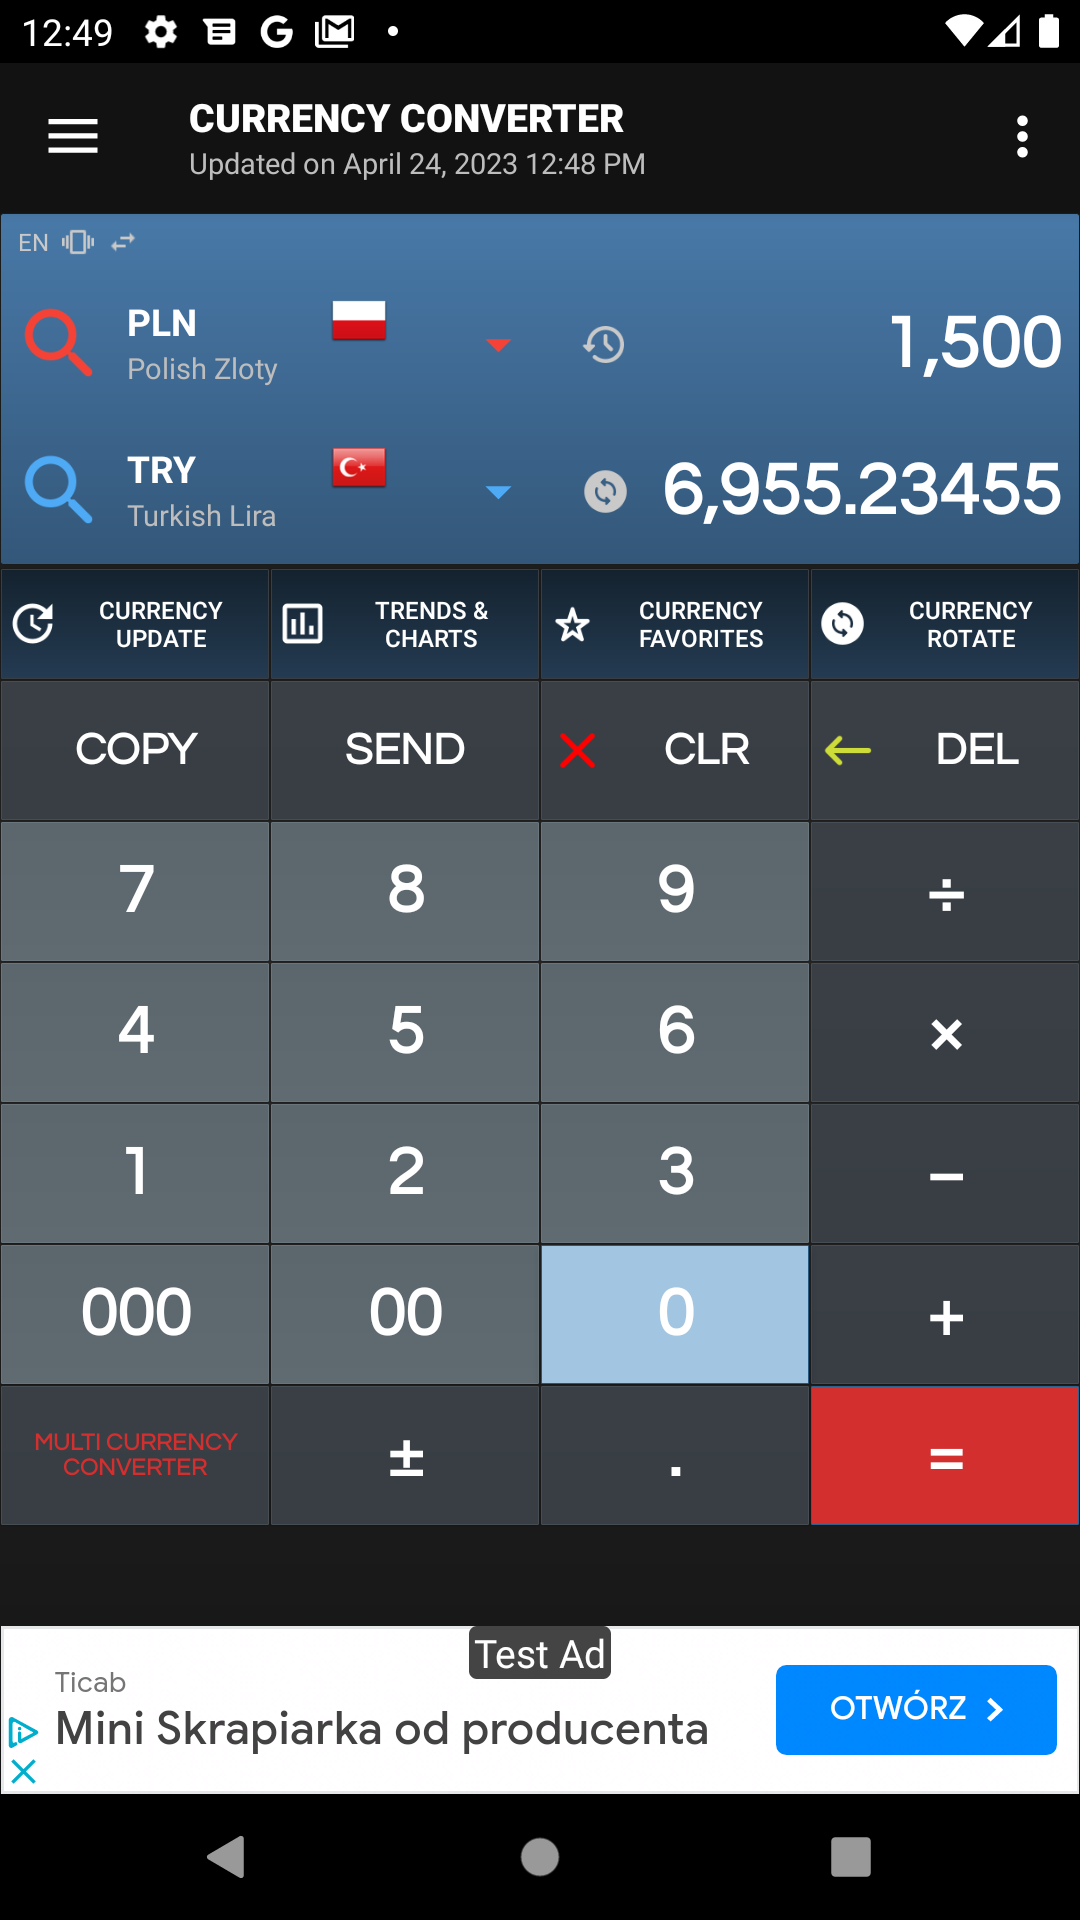 12:49
CURRENCY CONVERTER
Updated on April 24, 2023 12:48 PM
EN
PLN
Polish Zloty
1,500
TRY
Turkish Lira
6,955.23455
CURRENCY UPDATE
TRENDS & CHARTS
CURRENCY FAVORITES
CURRENCY ROTATE
COPY SEND CLR DEL
7 8 9 ÷
4 5 6 ×
1 2 3 −
000 00 0 +
MULTI CURRENCY CONVERTER
± . =
Test Ad
Ticab
Mini Skrapiarka od producenta
OTWÓRZ